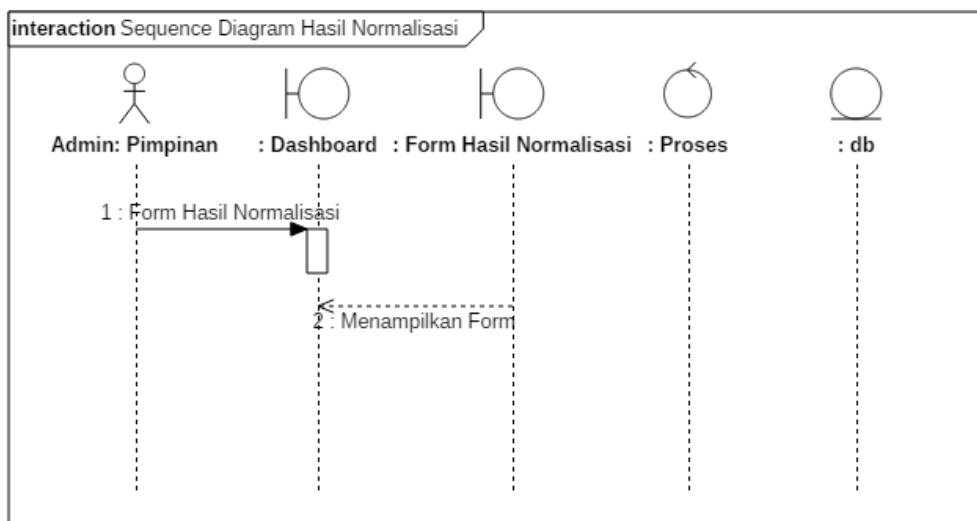 interaction Sequence Diagram Hasil Normalisasi
Admin: Pimpinan
: Dashboard
: Form Hasil Normalisasi
: Proses
: db
1 : Form Hasil Normalisasi
2 : Menampilkan Form